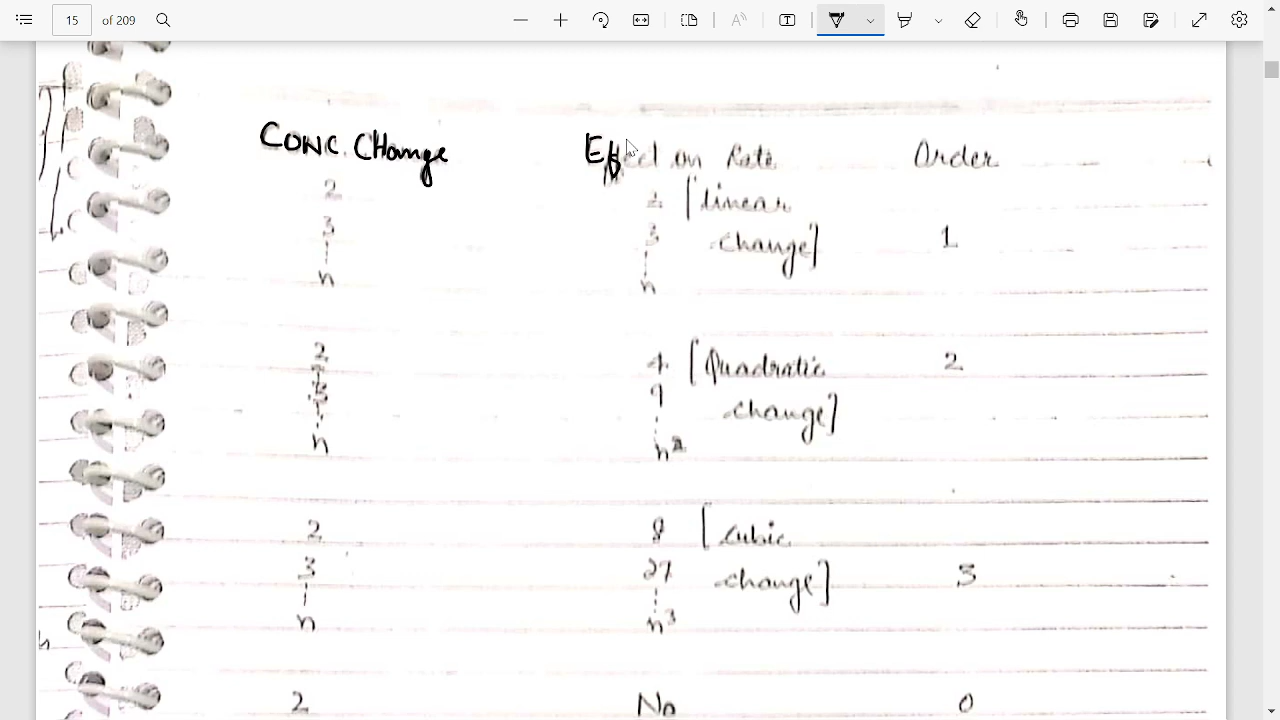 15 of 209
CONC. CHange Effect on Rate Order
2 2 [linear
3 3 change] 1
n n
2 4 [Quadratic 2
3 9 change]
n n²
2 8 [cubic
3 27 change] 3
n n³
2 No 0